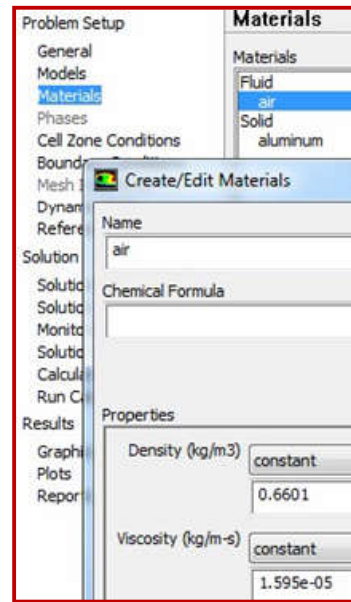 Problem Setup
General
Models
Materials
Phases
Cell Zone Conditions
Solution
Results
Plots
Materials
Materials
Fluid
air
Solid
aluminum
Create/Edit Materials
Name
air
Chemical Formula
Properties
Density (kg/m3)
constant
0.6601
Viscosity (kg/m-s)
constant
1.595e-05